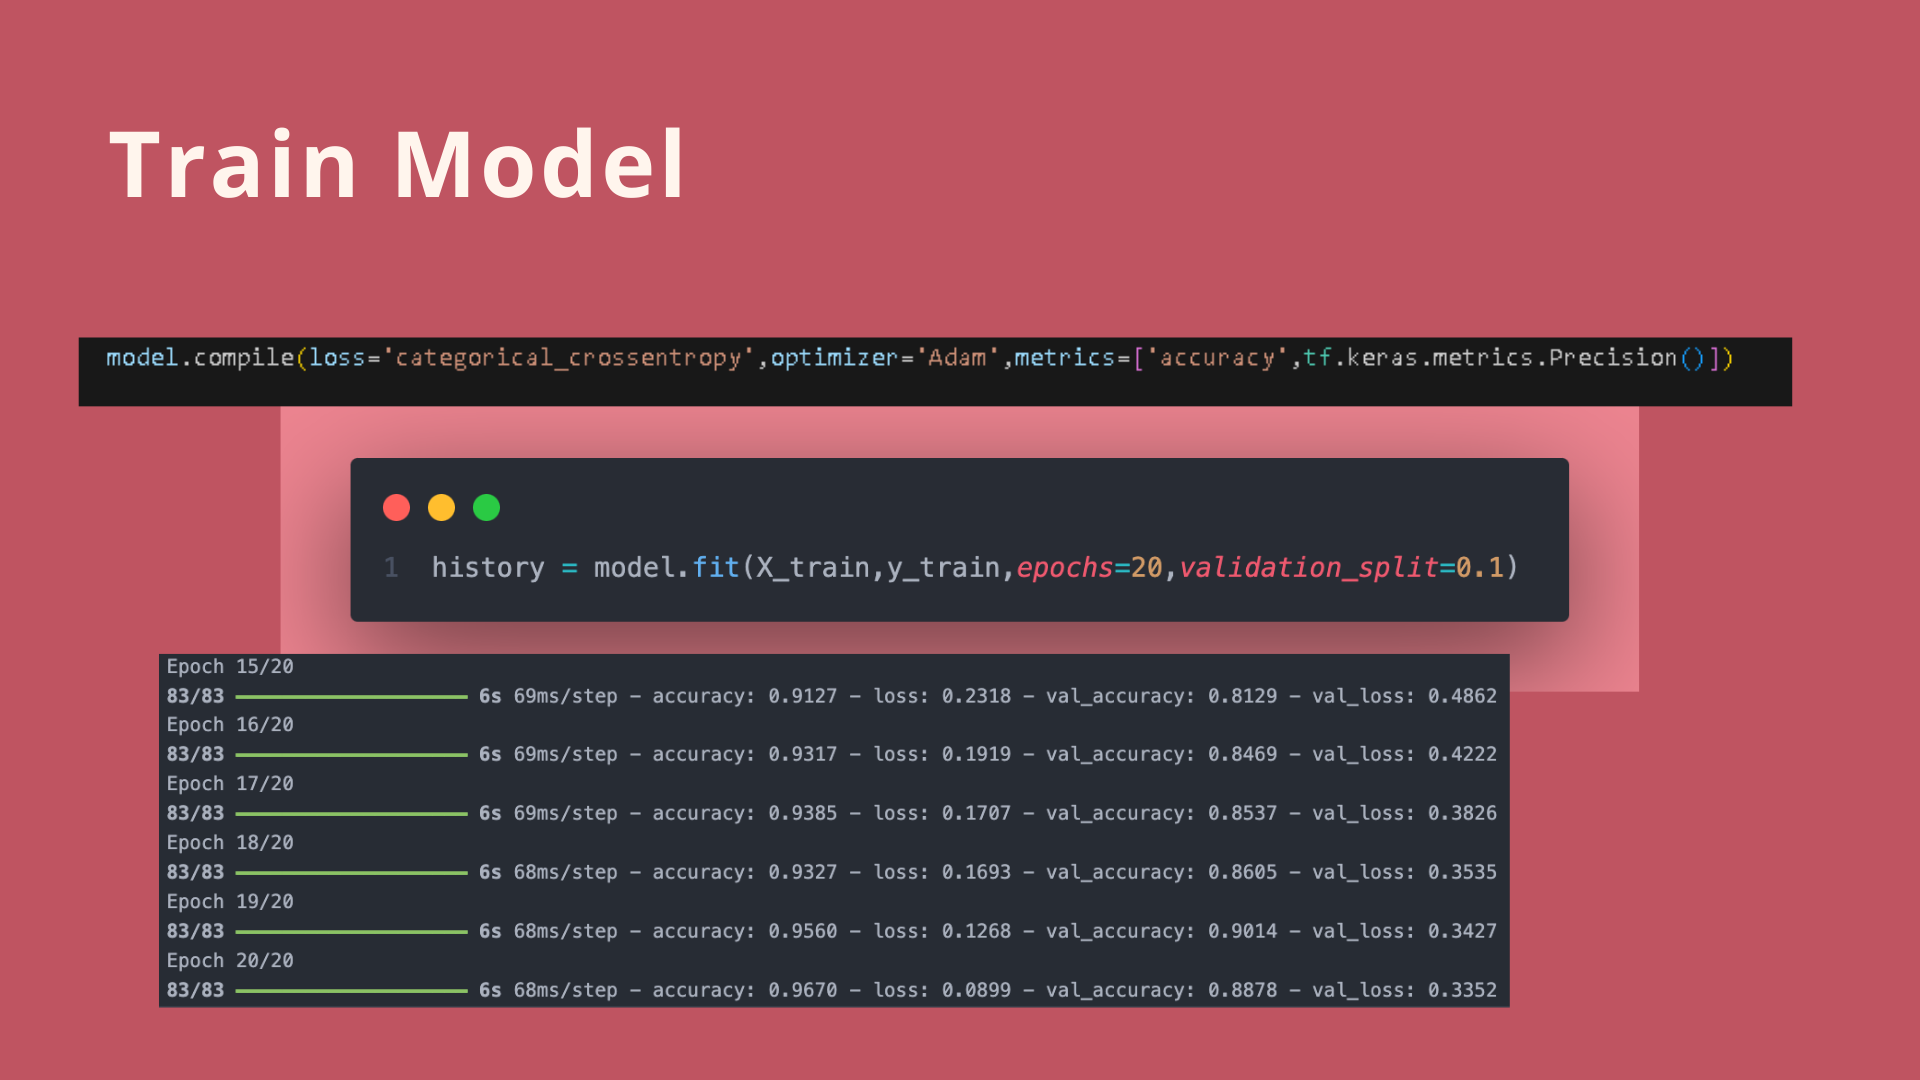 Train Model
model.compile(loss='categorical_crossentropy',optimizer='Adam',metrics=['accuracy',tf.keras.metrics.Precision()])
1 history = model.fit(X_train,y_train,epochs=20,validation_split=0.1)
Epoch 15/20
83/83 6s 69ms/step - accuracy: 0.9127 - loss: 0.2318 - val_accuracy: 0.8129 - val_loss: 0.4862
Epoch 16/20
83/83 6s 69ms/step - accuracy: 0.9317 - loss: 0.1919 - val_accuracy: 0.8469 - val_loss: 0.4222
Epoch 17/20
83/83 6s 69ms/step - accuracy: 0.9385 - loss: 0.1707 - val_accuracy: 0.8537 - val_loss: 0.3826
Epoch 18/20
83/83 6s 68ms/step - accuracy: 0.9327 - loss: 0.1693 - val_accuracy: 0.8605 - val_loss: 0.3535
Epoch 19/20
83/83 6s 68ms/step - accuracy: 0.9560 - loss: 0.1268 - val_accuracy: 0.9014 - val_loss: 0.3427
Epoch 20/20
83/83 6s 68ms/step - accuracy: 0.9670 - loss: 0.0899 - val_accuracy: 0.8878 - val_loss: 0.3352